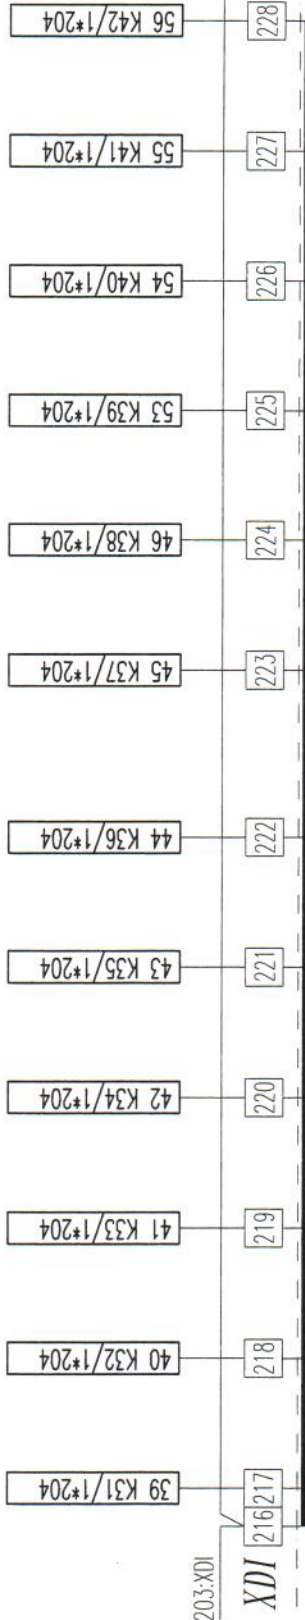 56 K42/1*204
228
55 K41/1*204
227
54 K40/1*204
226
53 K39/1*204
225
46 K38/1*204
224
45 K37/1*204
223
44 K36/1*204
222
43 K35/1*204
221
42 K34/1*204
220
41 K33/1*204
219
40 K32/1*204
218
39 K31/1*204
217
216
203:XDI
XDI